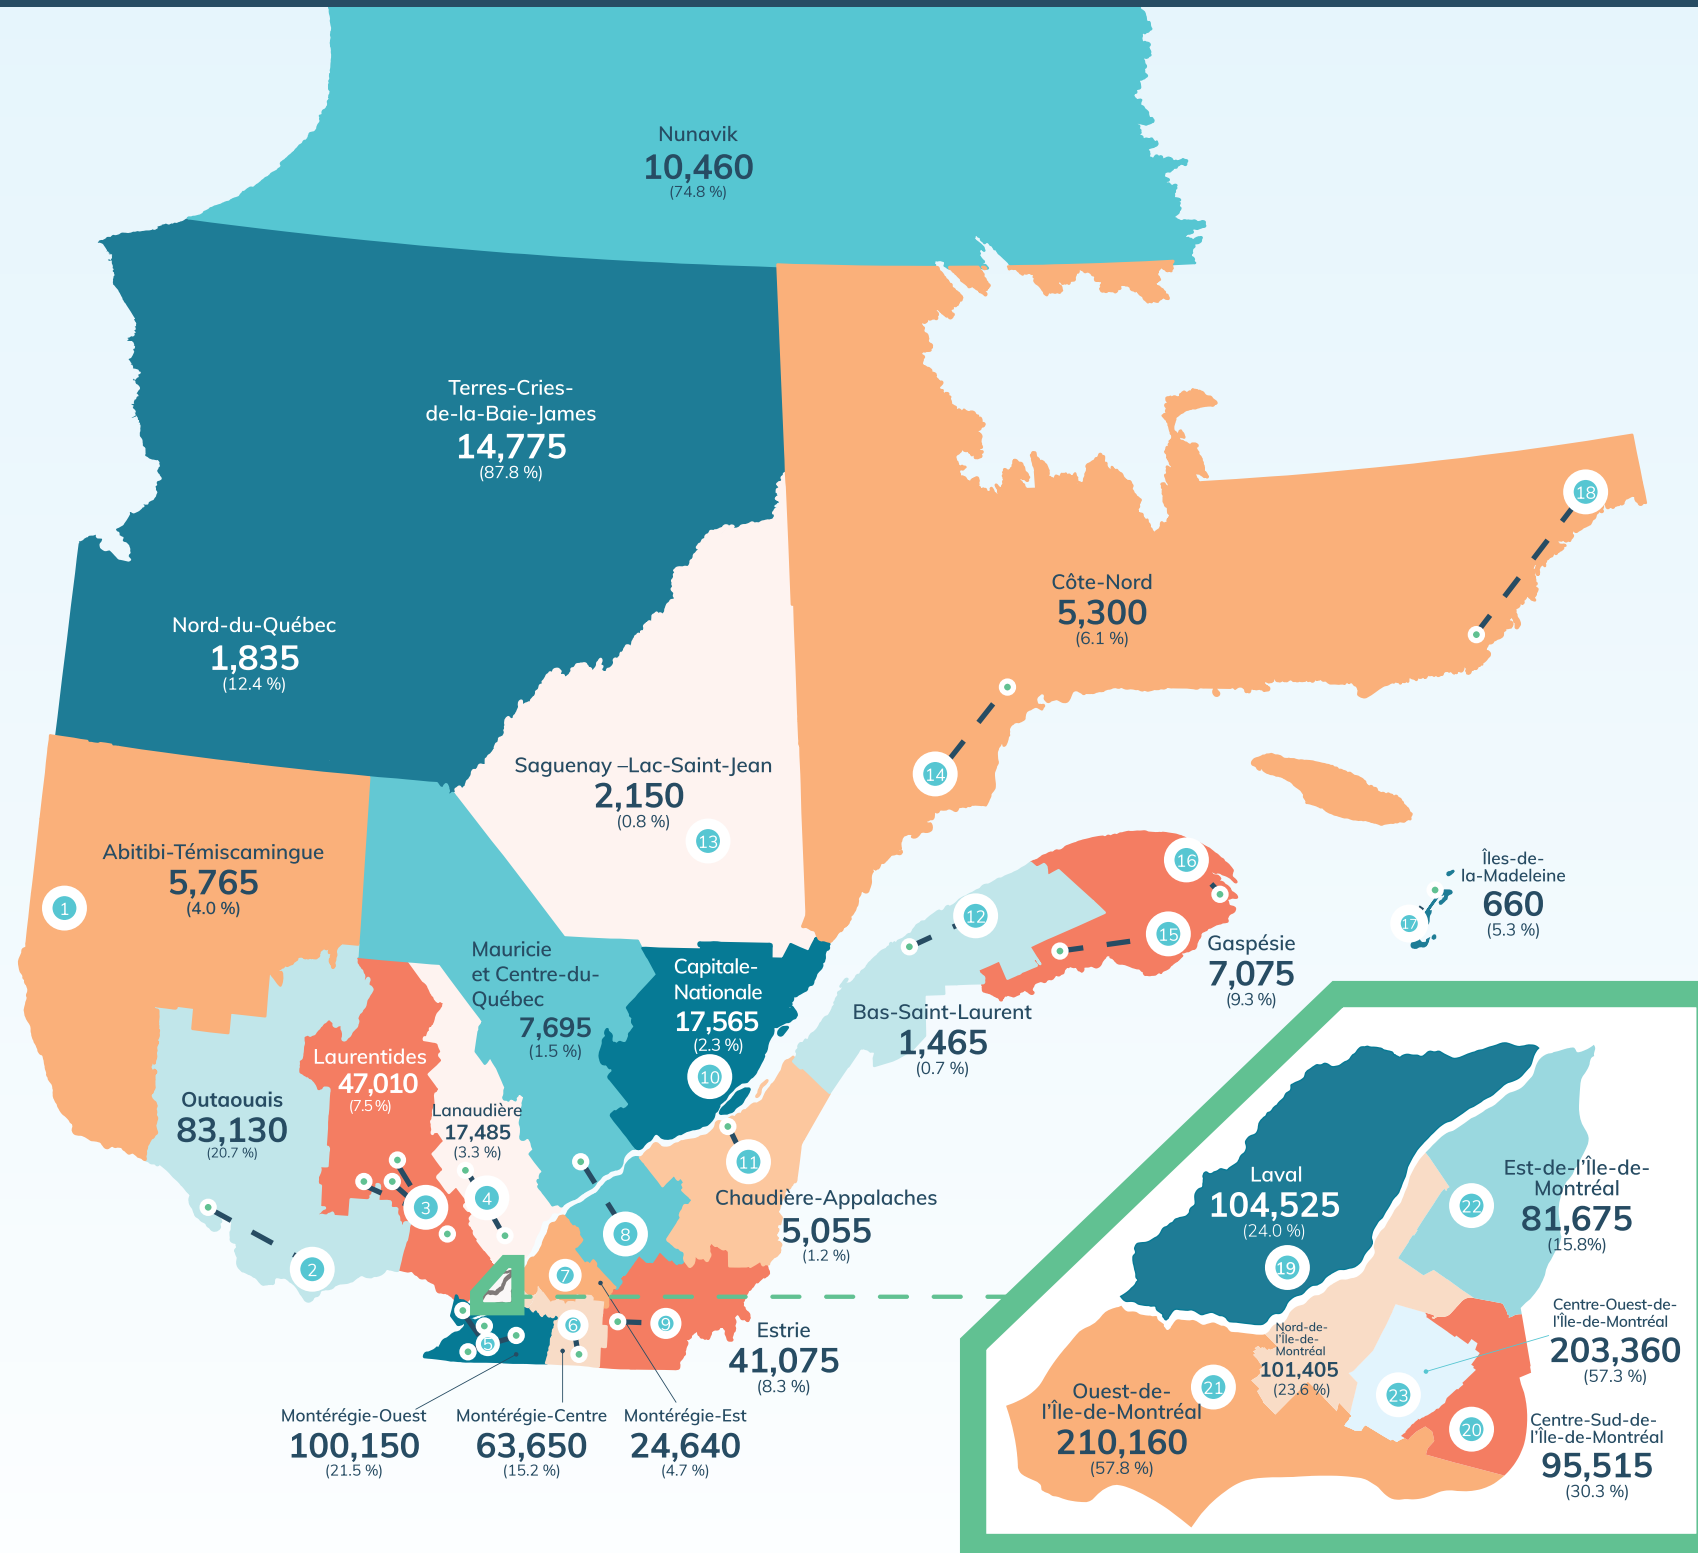 Nunavik
10,460
(74.8 %)
Terres-Cries-
de-la-Baie-James
14,775
(87.8 %)
Nord-du-Québec
1,835
(12.4 %)
Côte-Nord
5,300
(6.1 %)
18
14
Saguenay –Lac-Saint-Jean
2,150
(0.8 %)
13
Abitibi-Témiscamingue
5,765
(4.0 %)
1
Mauricie
et Centre-du-
Québec
7,695
(1.5 %)
8
Capitale-
Nationale
17,565
(2.3 %)
10
12
Bas-Saint-Laurent
1,465
(0.7 %)
16
15
Gaspésie
7,075
(9.3 %)
Îles-de-
la-Madeleine
660
(5.3 %)
17
Outaouais
83,130
(20.7 %)
2
Laurentides
47,010
(7.5 %)
3
Lanaudière
17,485
(3.3 %)
4
11
Chaudière-Appalaches
5,055
(1.2 %)
7
6
5
9
Estrie
41,075
(8.3 %)
Montérégie-Ouest
100,150
(21.5 %)
Montérégie-Centre
63,650
(15.2 %)
Montérégie-Est
24,640
(4.7 %)
Laval
104,525
(24.0 %)
19
Est-de-l’Île-de-
Montréal
81,675
(15.8%)
22
Centre-Ouest-de-
l’Île-de-Montréal
203,360
(57.3 %)
23
Nord-de-
l’Île-de-
Montréal
101,405
(23.6 %)
21
Ouest-de-
l’Île-de-Montréal
210,160
(57.8 %)
20
Centre-Sud-de-
l’Île-de-Montréal
95,515
(30.3 %)